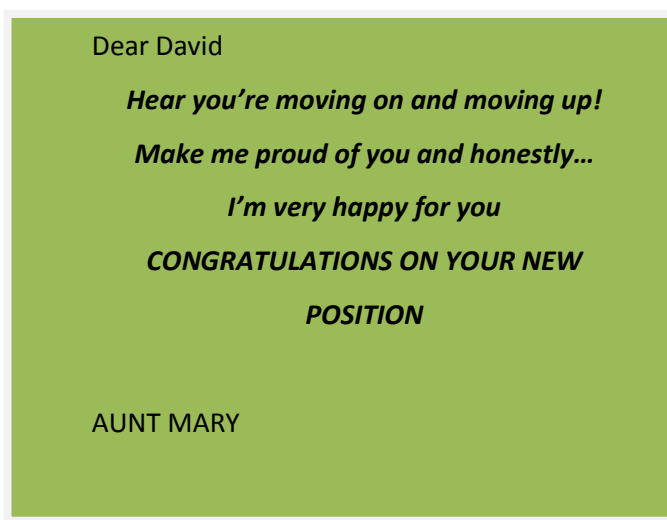 Dear David
Hear you’re moving on and moving up!
Make me proud of you and honestly…
I’m very happy for you
CONGRATULATIONS ON YOUR NEW
POSITION
AUNT MARY